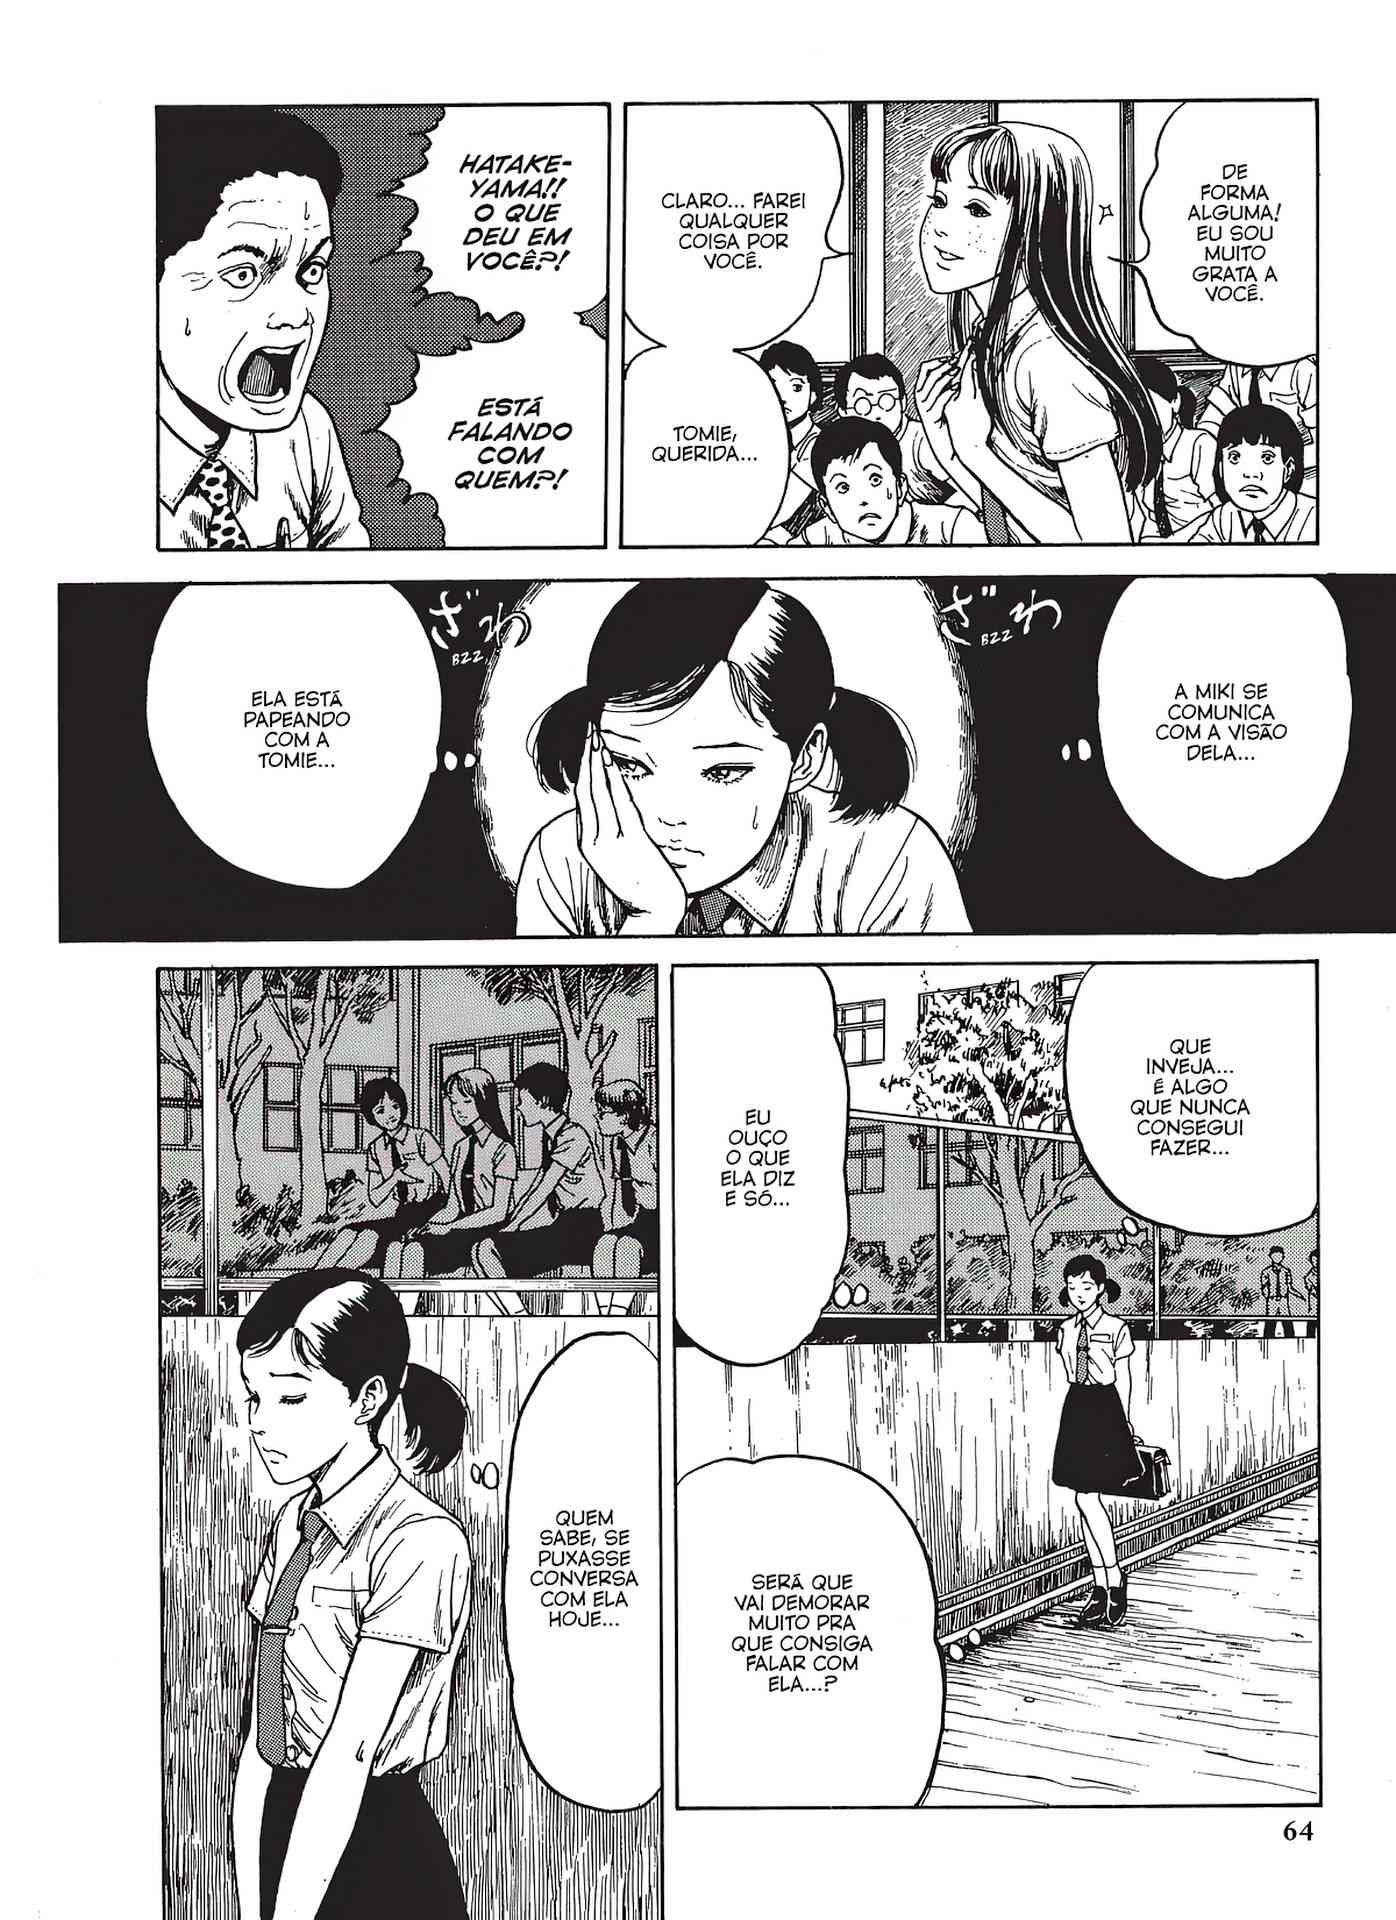 DE
FORMA
ALGUMA!
EU SOU
MUITO
GRATA A
VOCÊ.
CLARO... FAREI
QUALQUER
COISA POR
VOCÊ.
TOMIE,
QUERIDA...
HATAKE-
YAMA!!
O QUE
DEU EM
VOCÊ?!
ESTÁ
FALANDO
COM
QUEM?!
A MIKI SE
COMUNICA
COM A VISÃO
DELA...
ざわ
BZZ
ざわ
BZZ
ELA ESTÁ
PAPEANDO
COM A
TOMIE...
QUE
INVEJA...
É ALGO
QUE NUNCA
CONSEGUI
FAZER...
EU
OUÇO
O QUE
ELA DIZ
E SÓ...
SERÁ QUE
VAI DEMORAR
MUITO PRA
QUE CONSIGA
FALAR COM
ELA...?
QUEM
SABE, SE
PUXASSE
CONVERSA
COM ELA
HOJE...
64